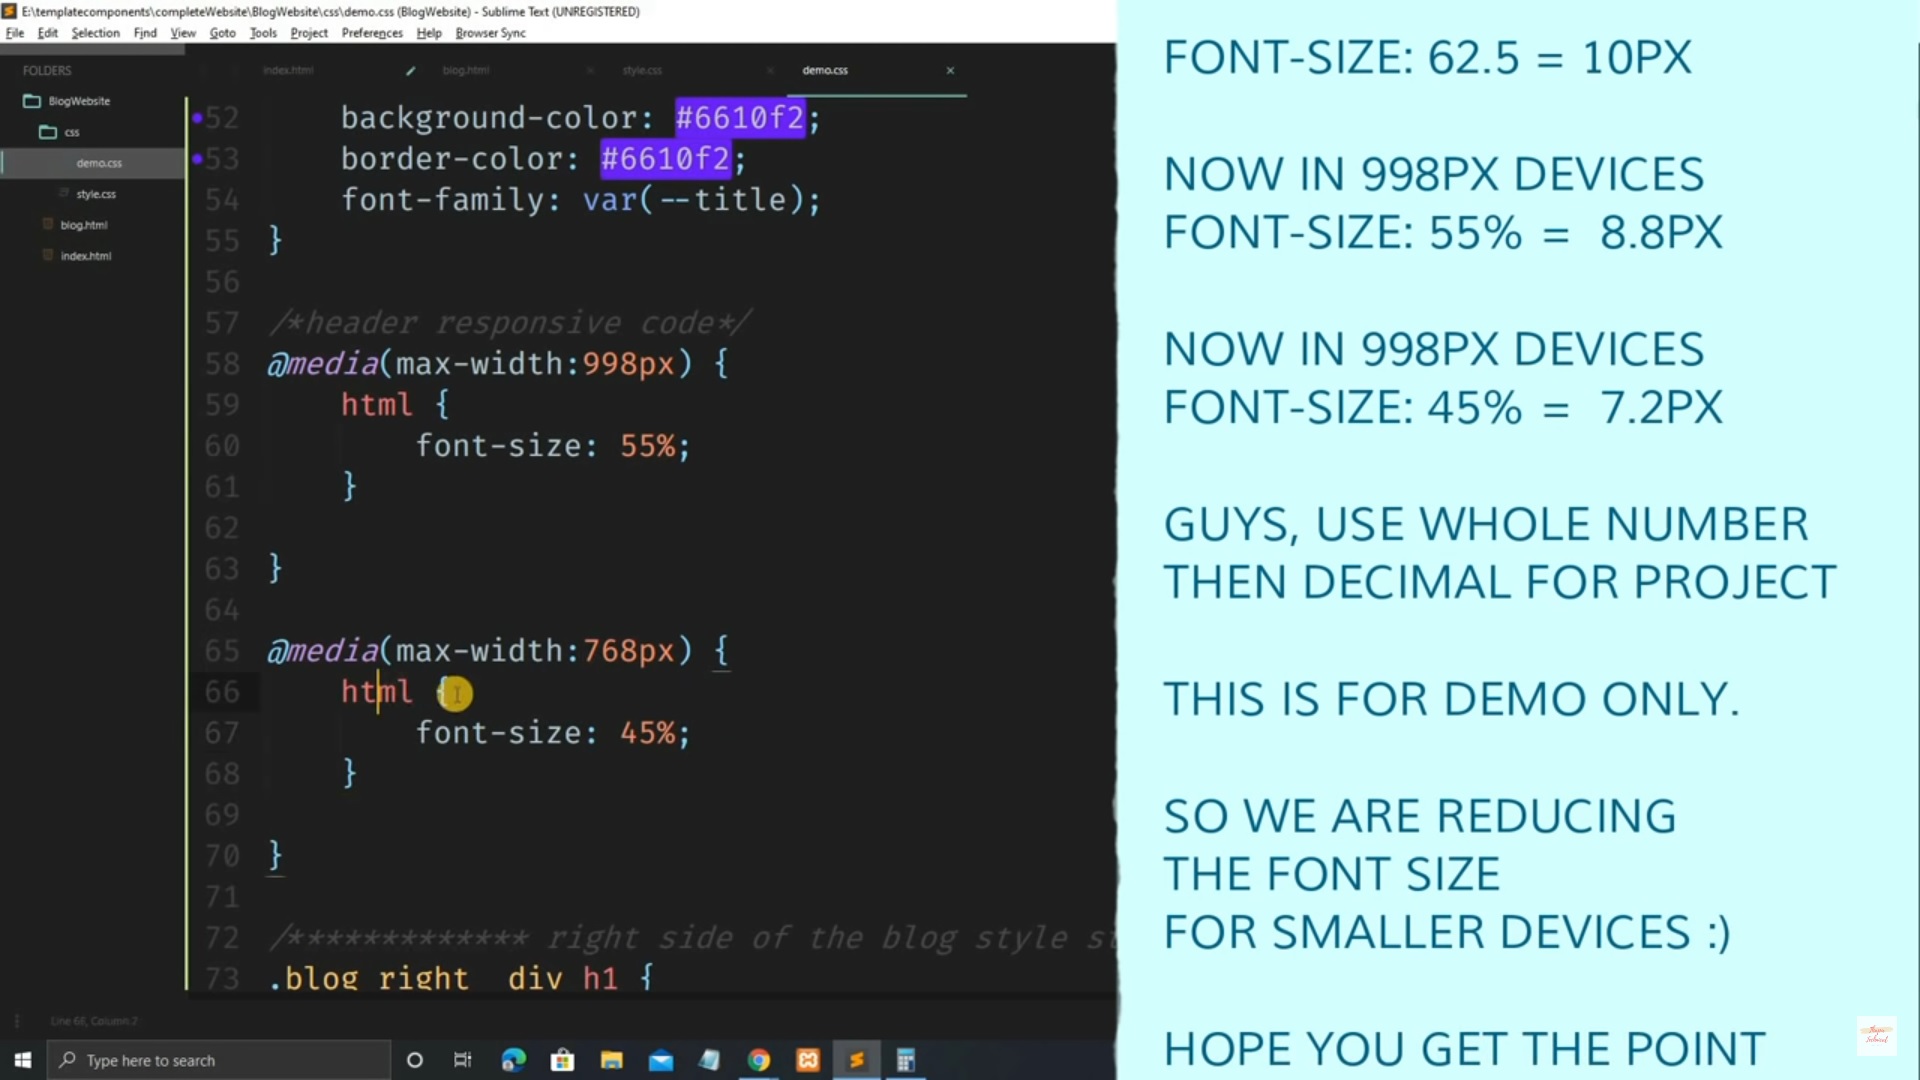 E:\templatecomponents\completeWebsite\BlogWebsite\css\demo.css (BlogWebsite) - Sublime Text (UNREGISTERED)
File Edit Selection Find View Goto Tools Project Preferences Help Browser Sync
FOLDERS
BlogWebsite
css
demo.css
style.css
blog.html
index.html
index.html blog.html style.css demo.css
52 background-color: #6610f2;
53 border-color: #6610f2;
54 font-family: var(--title);
55 }
56
57 /*header responsive code*/
58 @media(max-width:998px) {
59 html {
60 font-size: 55%;
61 }
62
63 }
64
65 @media(max-width:768px) {
66 html {
67 font-size: 45%;
68 }
69
70 }
71
72 /************* right side of the blog style st
73 .blog_right__div h1 {
Type here to search
FONT-SIZE: 62.5 = 10PX
NOW IN 998PX DEVICES
FONT-SIZE: 55% = 8.8PX
NOW IN 998PX DEVICES
FONT-SIZE: 45% = 7.2PX
GUYS, USE WHOLE NUMBER
THEN DECIMAL FOR PROJECT
THIS IS FOR DEMO ONLY.
SO WE ARE REDUCING
THE FONT SIZE
FOR SMALLER DEVICES :)
HOPE YOU GET THE POINT